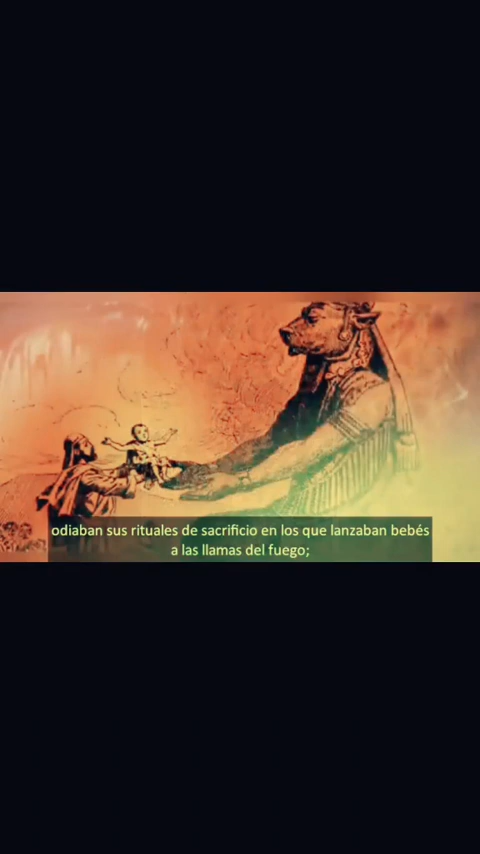 odiaban sus rituales de sacrificio en los que lanzaban bebés
a las llamas del fuego;